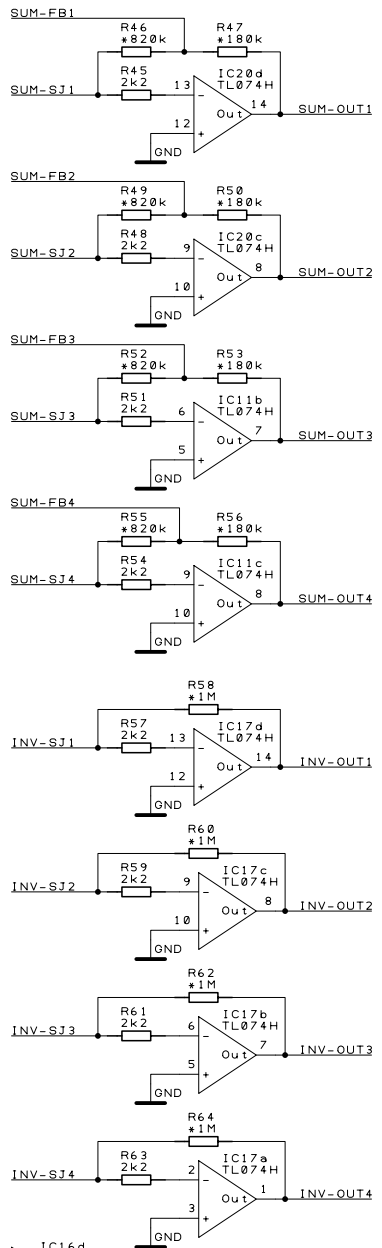 SUM-FB1
R46 R47
*820k *180k
R45
2k2
SUM-SJ1
13
-
IC20d
TL074H
14
Out
SUM-OUT1
12
+
GND
SUM-FB2
R49 R50
*820k *180k
R48
2k2
SUM-SJ2
9
-
IC20c
TL074H
8
Out
SUM-OUT2
10
+
GND
SUM-FB3
R52 R53
*820k *180k
R51
2k2
SUM-SJ3
6
-
IC11b
TL074H
7
Out
SUM-OUT3
5
+
GND
SUM-FB4
R55 R56
*820k *180k
R54
2k2
SUM-SJ4
9
-
IC11c
TL074H
8
Out
SUM-OUT4
10
+
GND
R58
*1M
R57
2k2
INV-SJ1
13
-
IC17d
TL074H
14
Out
INV-OUT1
12
+
GND
R60
*1M
R59
2k2
INV-SJ2
9
-
IC17c
TL074H
8
Out
INV-OUT2
10
+
GND
R62
*1M
R61
2k2
INV-SJ3
6
-
IC17b
TL074H
7
Out
INV-OUT3
5
+
GND
R64
*1M
R63
2k2
INV-SJ4
2
-
IC17a
TL074H
1
Out
INV-OUT4
3
+
GND
IC16d